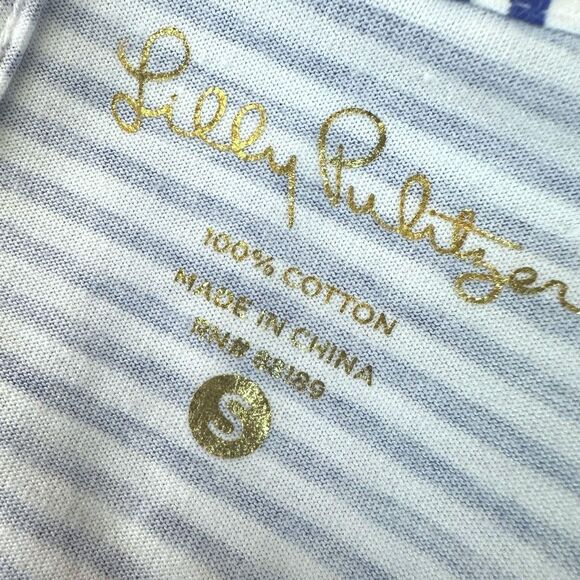 Lilly Pulitzer
100% COTTON
MADE IN CHINA
RN#
S